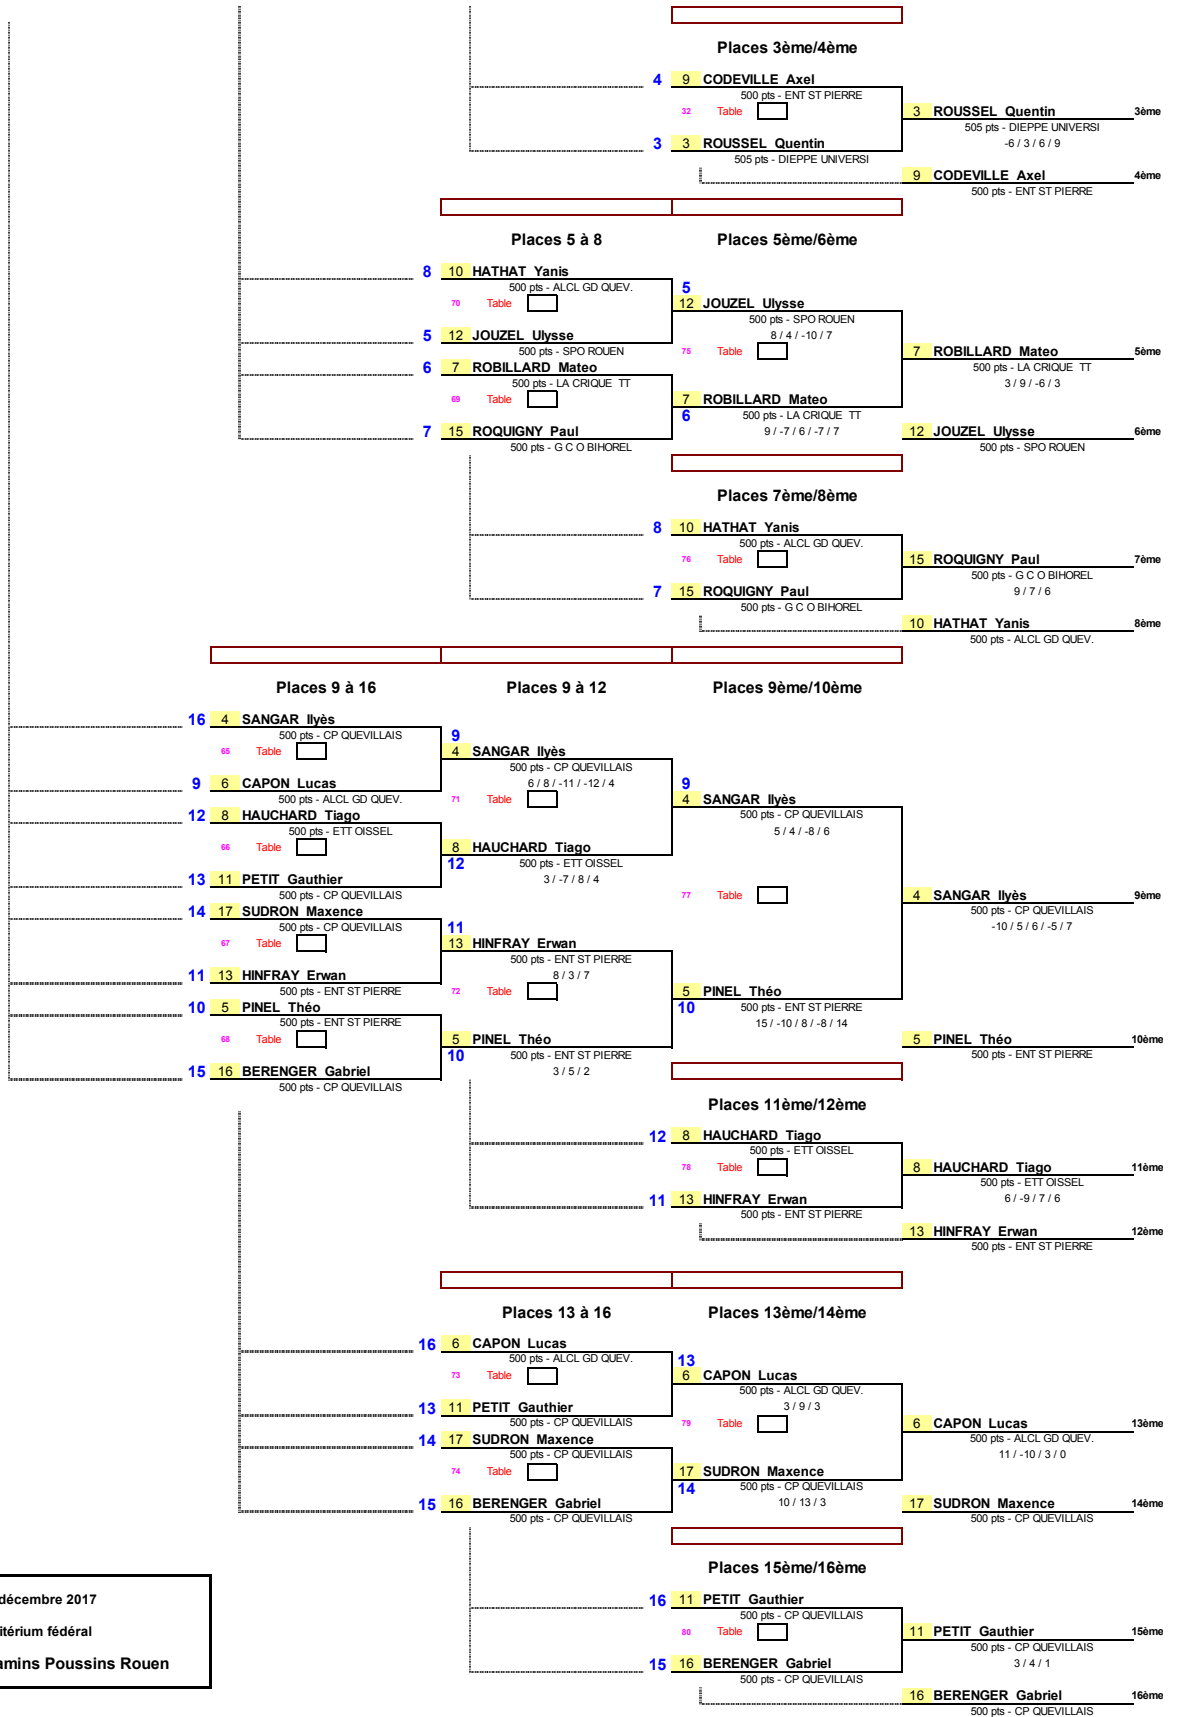 Places 3ème/4ème
4 9 CODEVILLE Axel
500 pts - ENT ST PIERRE
32 Table
3 ROUSSEL Quentin 3ème
505 pts - DIEPPE UNIVERSI
-6 / 3 / 6 / 9
3 3 ROUSSEL Quentin
505 pts - DIEPPE UNIVERSI
9 CODEVILLE Axel 4ème
500 pts - ENT ST PIERRE
Places 5 à 8 Places 5ème/6ème
8 10 HATHAT Yanis
500 pts - ALCL GD QUEV.
70 Table
5
12 JOUZEL Ulysse
500 pts - SPO ROUEN
8 / 4 / -10 / 7
5 12 JOUZEL Ulysse
500 pts - SPO ROUEN
75 Table
7 ROBILLARD Mateo 5ème
500 pts - LA CRIQUE TT
3 / 9 / -6 / 3
6 7 ROBILLARD Mateo
500 pts - LA CRIQUE TT
69 Table
7 ROBILLARD Mateo
6 500 pts - LA CRIQUE TT
9 / -7 / 6 / -7 / 7
7 15 ROQUIGNY Paul
500 pts - G C O BIHOREL
12 JOUZEL Ulysse 6ème
500 pts - SPO ROUEN
Places 7ème/8ème
8 10 HATHAT Yanis
500 pts - ALCL GD QUEV.
76 Table
15 ROQUIGNY Paul 7ème
500 pts - G C O BIHOREL
9 / 7 / 6
7 15 ROQUIGNY Paul
500 pts - G C O BIHOREL
10 HATHAT Yanis 8ème
500 pts - ALCL GD QUEV.
Places 9 à 16 Places 9 à 12 Places 9ème/10ème
16 4 SANGAR Ilyès
500 pts - CP QUEVILLAIS
65 Table
9
4 SANGAR Ilyès
500 pts - CP QUEVILLAIS
6 / 8 / -11 / -12 / 4
9 6 CAPON Lucas
500 pts - ALCL GD QUEV.
71 Table
9
4 SANGAR Ilyès
500 pts - CP QUEVILLAIS
5 / 4 / -8 / 6
12 8 HAUCHARD Tiago
500 pts - ETT OISSEL
66 Table
8 HAUCHARD Tiago
12 500 pts - ETT OISSEL
3 / -7 / 8 / 4
13 11 PETIT Gauthier
500 pts - CP QUEVILLAIS
77 Table
4 SANGAR Ilyès 9ème
500 pts - CP QUEVILLAIS
-10 / 5 / 6 / -5 / 7
14 17 SUDRON Maxence
500 pts - CP QUEVILLAIS
67 Table
11
13 HINFRAY Erwan
500 pts - ENT ST PIERRE
8 / 3 / 7
11 13 HINFRAY Erwan
500 pts - ENT ST PIERRE
72 Table
5 PINEL Théo
10 500 pts - ENT ST PIERRE
15 / -10 / 8 / -8 / 14
10 5 PINEL Théo
500 pts - ENT ST PIERRE
68 Table
5 PINEL Théo
10 500 pts - ENT ST PIERRE
3 / 5 / 2
5 PINEL Théo 10ème
500 pts - ENT ST PIERRE
15 16 BERENGER Gabriel
500 pts - CP QUEVILLAIS
Places 11ème/12ème
12 8 HAUCHARD Tiago
500 pts - ETT OISSEL
78 Table
8 HAUCHARD Tiago 11ème
500 pts - ETT OISSEL
6 / -9 / 7 / 6
11 13 HINFRAY Erwan
500 pts - ENT ST PIERRE
13 HINFRAY Erwan 12ème
500 pts - ENT ST PIERRE
Places 13 à 16 Places 13ème/14ème
16 6 CAPON Lucas
500 pts - ALCL GD QUEV.
73 Table
13
6 CAPON Lucas
500 pts - ALCL GD QUEV.
3 / 9 / 3
13 11 PETIT Gauthier
500 pts - CP QUEVILLAIS
79 Table
6 CAPON Lucas 13ème
500 pts - ALCL GD QUEV.
11 / -10 / 3 / 0
14 17 SUDRON Maxence
500 pts - CP QUEVILLAIS
74 Table
17 SUDRON Maxence
14 500 pts - CP QUEVILLAIS
10 / 13 / 3
15 16 BERENGER Gabriel
500 pts - CP QUEVILLAIS
17 SUDRON Maxence 14ème
500 pts - CP QUEVILLAIS
Places 15ème/16ème
16 11 PETIT Gauthier
500 pts - CP QUEVILLAIS
80 Table
11 PETIT Gauthier 15ème
500 pts - CP QUEVILLAIS
3 / 4 / 1
15 16 BERENGER Gabriel
500 pts - CP QUEVILLAIS
16 BERENGER Gabriel 16ème
500 pts - CP QUEVILLAIS
décembre 2017
itérium fédéral
amins Poussins Rouen